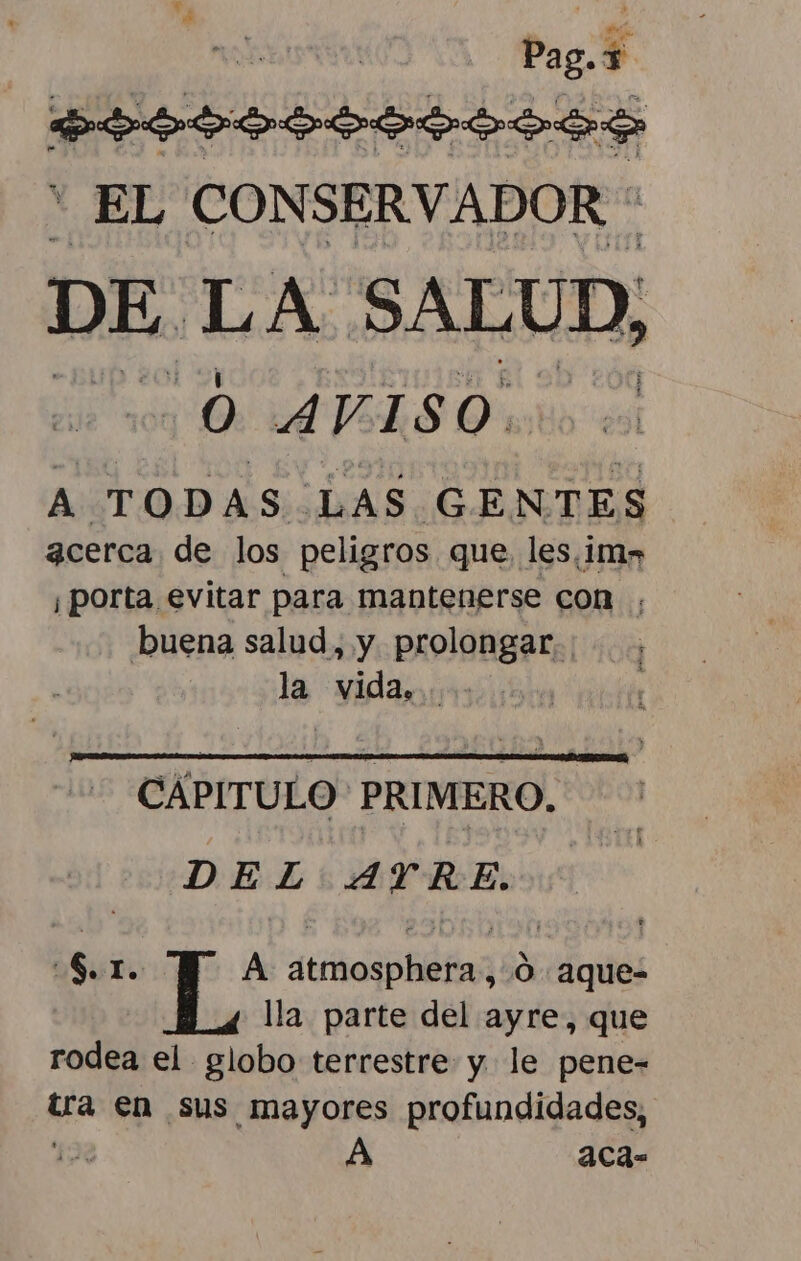 Pag. 1
EL CONSERVADOR
DE LA SALUD,
Ò AVISO
A TODAS LAS GENTES
acerca de los peligros que les im-
porta evitar para mantenerse con
buena salud, y prolongar
la vida.
CAPITULO PRIMERO.
DEL AYRE.
§. I. LA atmosphera, ò aque-
lla parte del ayre, que
rodea el globo terrestre y le pene-
tra en sus mayores profundidades,
A aca-